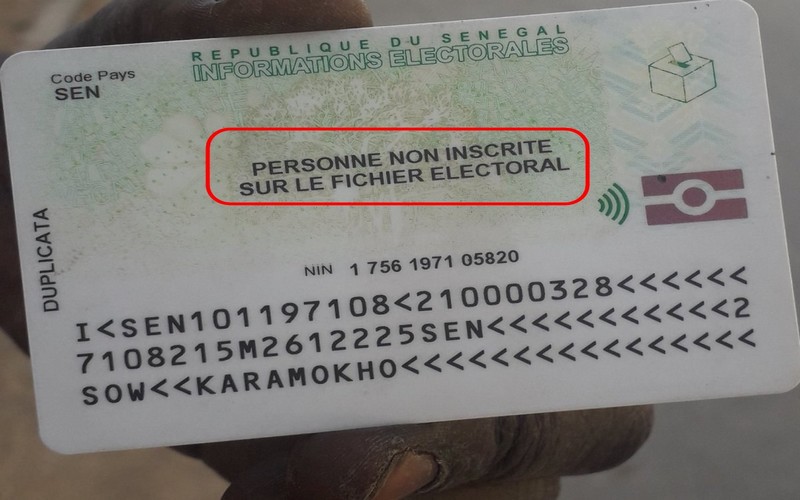 REPUBLIQUE DU SENEGAL
INFORMATIONS ELECTORALES
Code Pays
SEN
PERSONNE NON INSCRITE
SUR LE FICHIER ELECTORAL
DUPLICATA
NIN 1 756 1971 05820
I<SEN101197108<210000328<<<<<<
7108215M2612225SEN<<<<<<<<<<<2
SOW<<KARAMOKHO<<<<<<<<<<<<<<<<